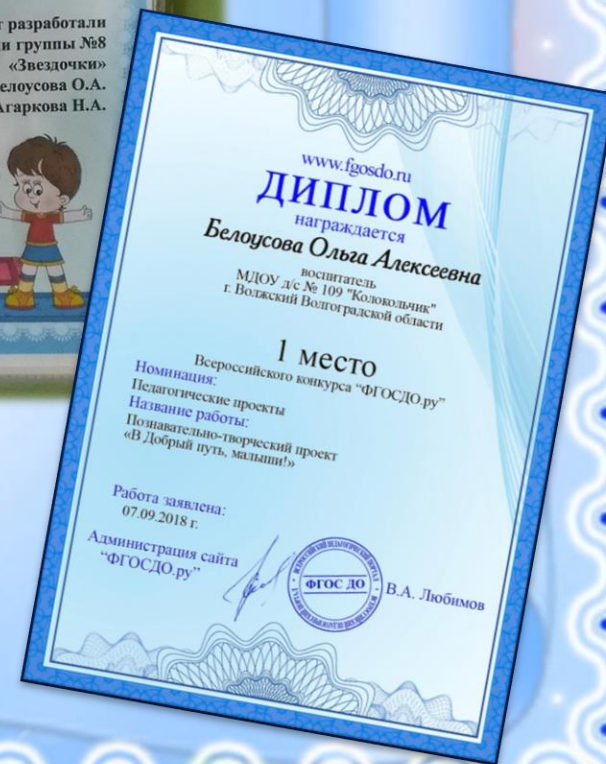 разработали
группы №8
«Звездочки»
Белоусова О.А.
Агаркова Н.А.
www.fgosdo.ru
ДИПЛОМ
награждается
Белоусова Ольга Алексеевна
воспитатель
МДОУ д/с № 109 "Колокольчик"
г. Волжский Волгоградской области
1 место
Всероссийского конкурса "ФГОСДО.ру"
Номинация:
Педагогические проекты
Название работы:
Познавательно-творческий проект
«В Добрый путь, малыши!»
Работа заявлена:
07.09.2018 г.
Администрация сайта
"ФГОСДО.ру"
ФГОС ДО
В.А. Любимов